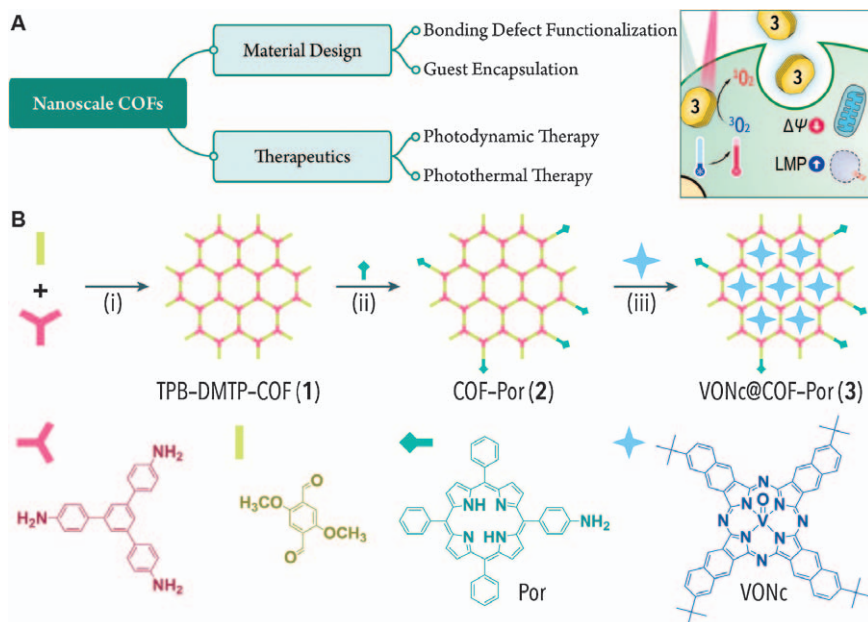 A
Nanoscale COFs
Material Design
Bonding Defect Functionalization
Guest Encapsulation
Therapeutics
Photodynamic Therapy
Photothermal Therapy
3
3
3
¹O₂
³O₂
ΔΨ
LMP
B
+
(i)
(ii)
(iii)
TPB–DMTP–COF (1)
COF–Por (2)
VONc@COF–Por (3)
NH₂
H₂N
NH₂
O
H₃CO
OCH₃
O
NH N
N HN
NH₂
Por
N N N
O
N V N
N N
N N N
VONc